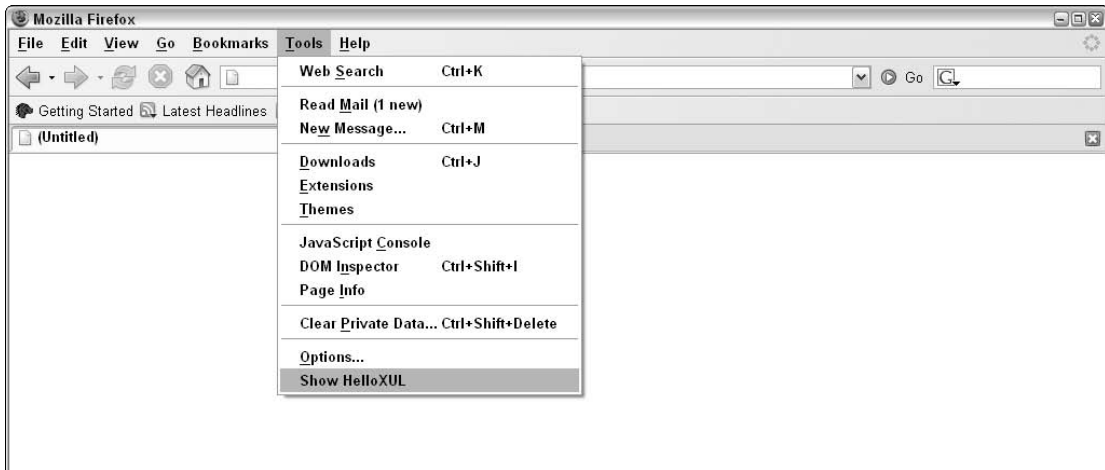 Mozilla Firefox
File Edit View Go Bookmarks Tools Help
Go G
Getting Started Latest Headlines
(Untitled)
Web Search Ctrl+K
Read Mail (1 new)
New Message... Ctrl+M
Downloads Ctrl+J
Extensions
Themes
JavaScript Console
DOM Inspector Ctrl+Shift+I
Page Info
Clear Private Data... Ctrl+Shift+Delete
Options...
Show HelloXUL